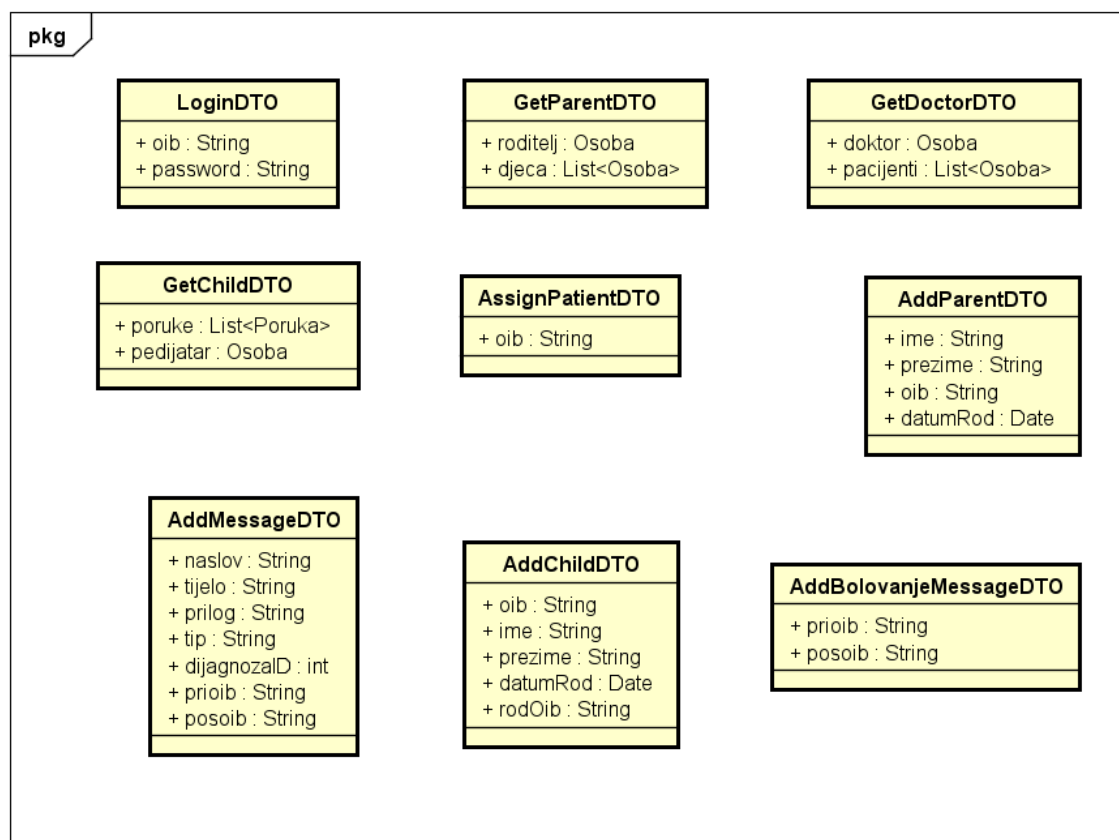 pkg
LoginDTO
+ oib : String
+ password : String
GetParentDTO
+ roditelj : Osoba
+ djeca : List<Osoba>
GetDoctorDTO
+ doktor : Osoba
+ pacijenti : List<Osoba>
GetChildDTO
+ poruke : List<Poruka>
+ pedijatar : Osoba
AssignPatientDTO
+ oib : String
AddParentDTO
+ ime : String
+ prezime : String
+ oib : String
+ datumRod : Date
AddMessageDTO
+ naslov : String
+ tijelo : String
+ prilog : String
+ tip : String
+ dijagnozaID : int
+ prioib : String
+ posoib : String
AddChildDTO
+ oib : String
+ ime : String
+ prezime : String
+ datumRod : Date
+ rodOib : String
AddBolovanjeMessageDTO
+ prioib : String
+ posoib : String